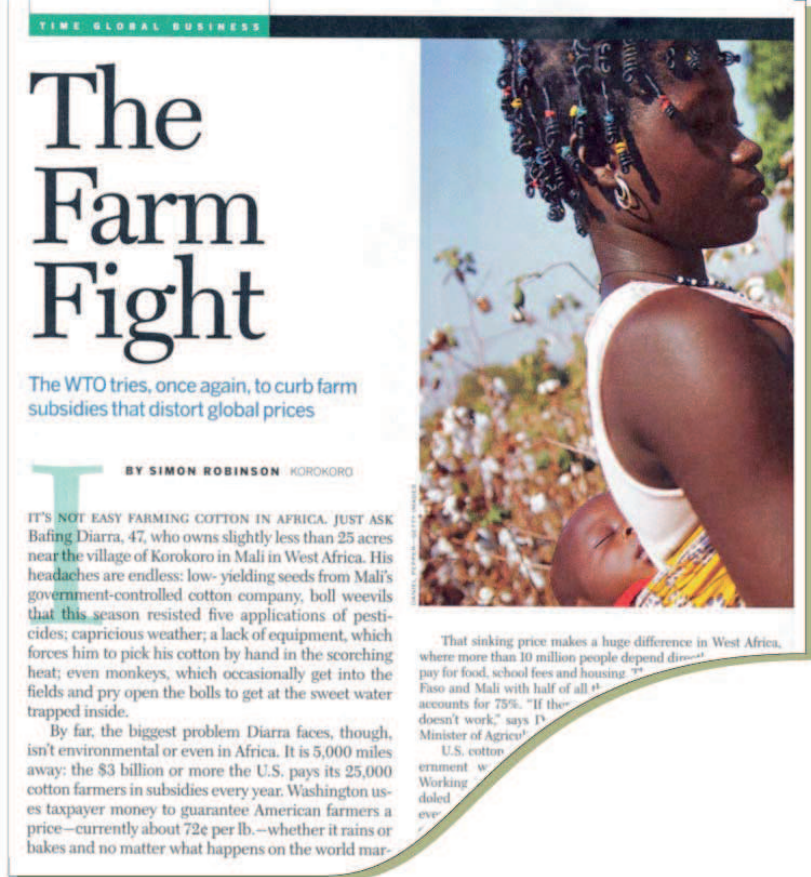 TIME GLOBAL BUSINESS
The
Farm
Fight
The WTO tries, once again, to curb farm
subsidies that distort global prices
BY SIMON ROBINSON KOROKORO
IT'S NOT EASY FARMING COTTON IN AFRICA. JUST ASK
Bafing Diarra, 47, who owns slightly less than 25 acres
near the village of Korokoro in Mali in West Africa. His
headaches are endless: low- yielding seeds from Mali's
government-controlled cotton company, boll weevils
that this season resisted five applications of pesti-
cides; capricious weather; a lack of equipment, which
forces him to pick his cotton by hand in the scorching
heat; even monkeys, which occasionally get into the
fields and pry open the bolls to get at the sweet water
trapped inside.
By far, the biggest problem Diarra faces, though,
isn't environmental or even in Africa. It is 5,000 miles
away: the $3 billion or more the U.S. pays its 25,000
cotton farmers in subsidies every year. Washington us-
es taxpayer money to guarantee American farmers a
price—currently about 72¢ per lb.—whether it rains or
bakes and no matter what happens on the world mar-
DANIEL PEPPER—GETTY IMAGES
That sinking price makes a huge difference in West Africa,
where more than 10 million people depend
pay for food, school fees and housing.
Faso and Mali with half of all
accounts for 75%. "If
doesn't work," says
Minister of
U.S. cotton
ernment
Working
doled